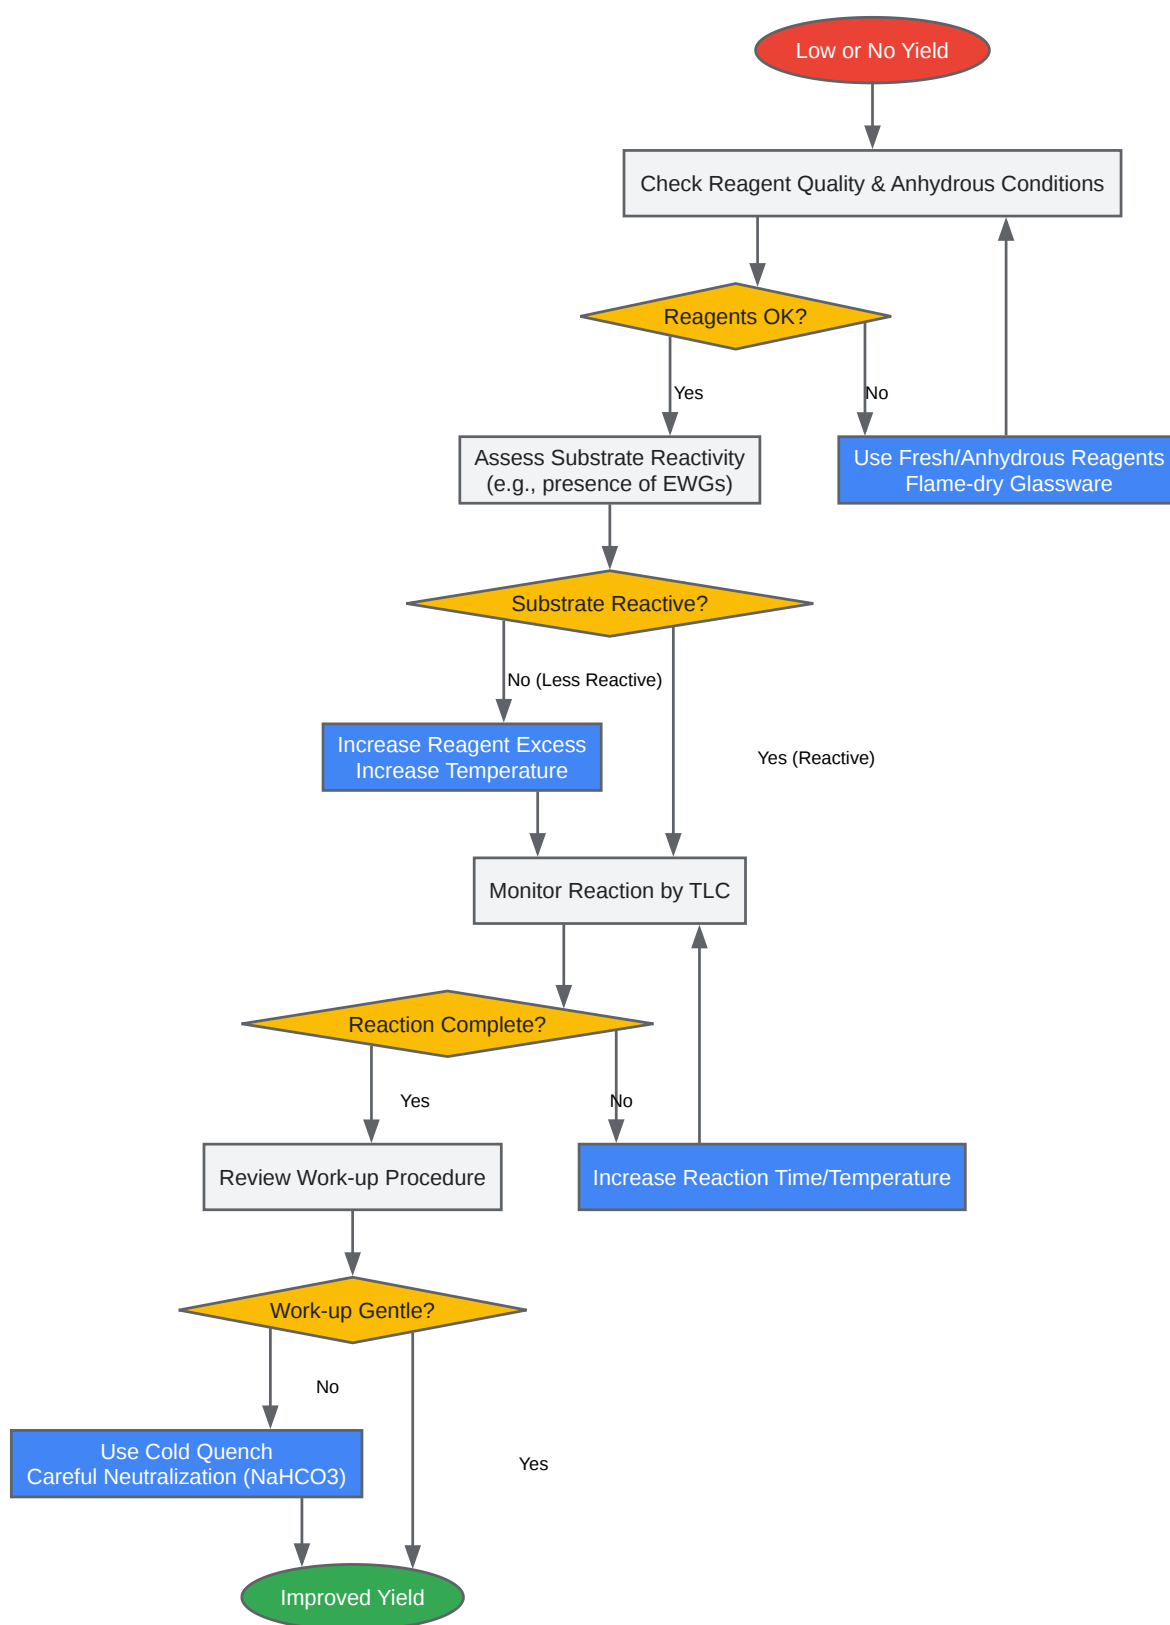 Low or No Yield
Check Reagent Quality & Anhydrous Conditions
Reagents OK?
Yes
No
Assess Substrate Reactivity
(e.g., presence of EWGs)
Use Fresh/Anhydrous Reagents
Flame-dry Glassware
Substrate Reactive?
No (Less Reactive)
Increase Reagent Excess
Increase Temperature
Yes (Reactive)
Monitor Reaction by TLC
Reaction Complete?
Yes
No
Review Work-up Procedure
Increase Reaction Time/Temperature
Work-up Gentle?
No
Use Cold Quench
Careful Neutralization (NaHCO3)
Yes
Improved Yield